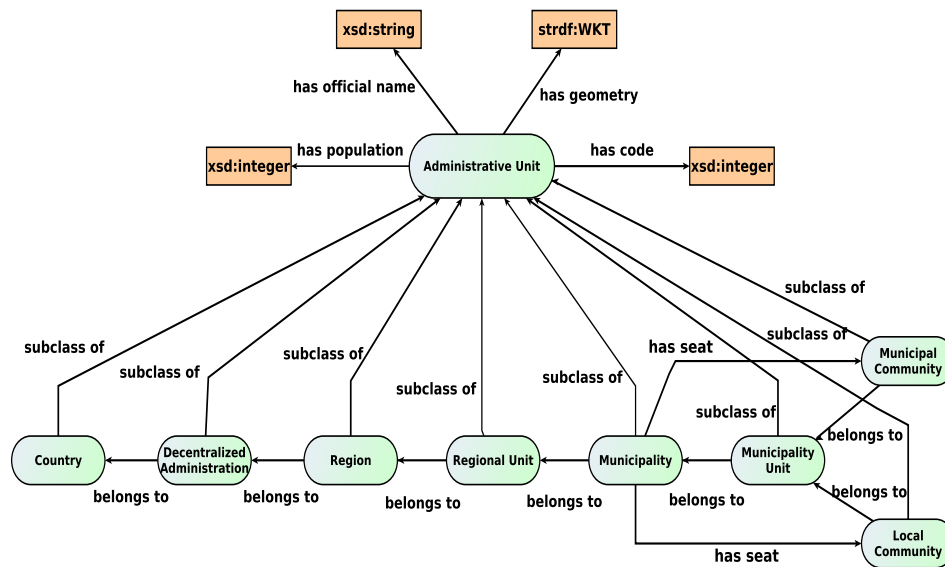 xsd:string
strdf:WKT
has official name
has geometry
has population
has code
xsd:integer
Administrative Unit
xsd:integer
subclass of
subclass of
has seat
subclass of
subclass of
Municipal
Community
subclass of
subclass of
subclass of
subclass of
belongs to
Country
Decentralized
Administration
Region
Regional Unit
Municipality
Municipality
Unit
belongs to
belongs to
belongs to
belongs to
belongs to
belongs to
Local
Community
has seat